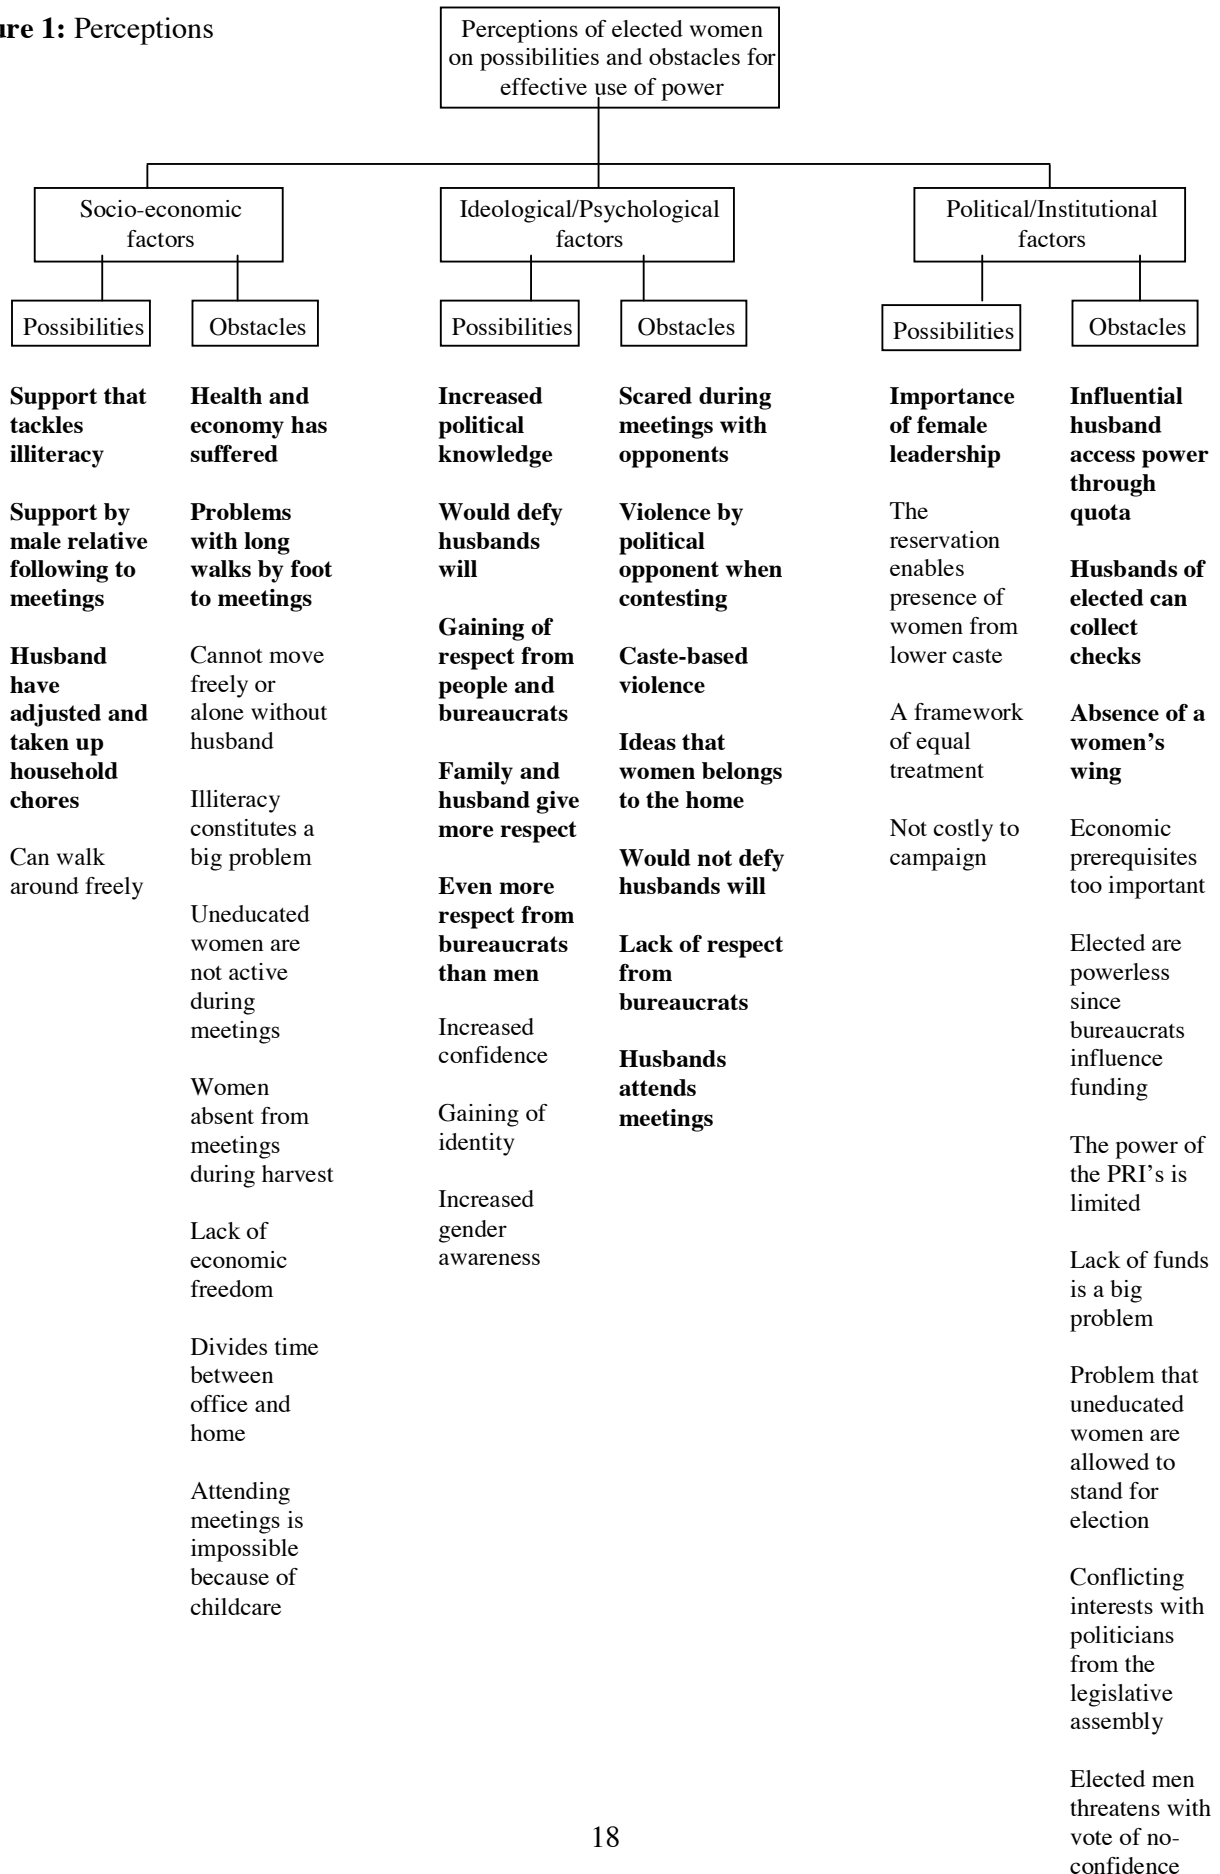 ure 1: Perceptions
Perceptions of elected women
on possibilities and obstacles for
effective use of power
Socio-economic
factors
Ideological/Psychological
factors
Political/Institutional
factors
Possibilities
Obstacles
Possibilities
Obstacles
Possibilities
Obstacles
Support that
tackles
illiteracy
Support by
male relative
following to
meetings
Husband
have
adjusted and
taken up
household
chores
Can walk
around freely
Health and
economy has
suffered
Problems
with long
walks by foot
to meetings
Cannot move
freely or
alone without
husband
Illiteracy
constitutes a
big problem
Uneducated
women are
not active
during
meetings
Women
absent from
meetings
during harvest
Lack of
economic
freedom
Divides time
between
office and
home
Attending
meetings is
impossible
because of
childcare
Increased
political
knowledge
Would defy
husbands
will
Gaining of
respect from
people and
bureaucrats
Family and
husband give
more respect
Even more
respect from
bureaucrats
than men
Increased
confidence
Gaining of
identity
Increased
gender
awareness
Scared during
meetings with
opponents
Violence by
political
opponent when
contesting
Caste-based
violence
Ideas that
women belongs
to the home
Would not defy
husbands will
Lack of respect
from
bureaucrats
Husbands
attends
meetings
Importance
of female
leadership
The
reservation
enables
presence of
women from
lower caste
A framework
of equal
treatment
Not costly to
campaign
Influential
husband
access power
through
quota
Husbands of
elected can
collect
checks
Absence of a
women’s
wing
Economic
prerequisites
too important
Elected are
powerless
since
bureaucrats
influence
funding
The power of
the PRI’s is
limited
Lack of funds
is a big
problem
Problem that
uneducated
women are
allowed to
stand for
election
Conflicting
interests with
politicians
from the
legislative
assembly
Elected men
threatens with
vote of no-
confidence
18